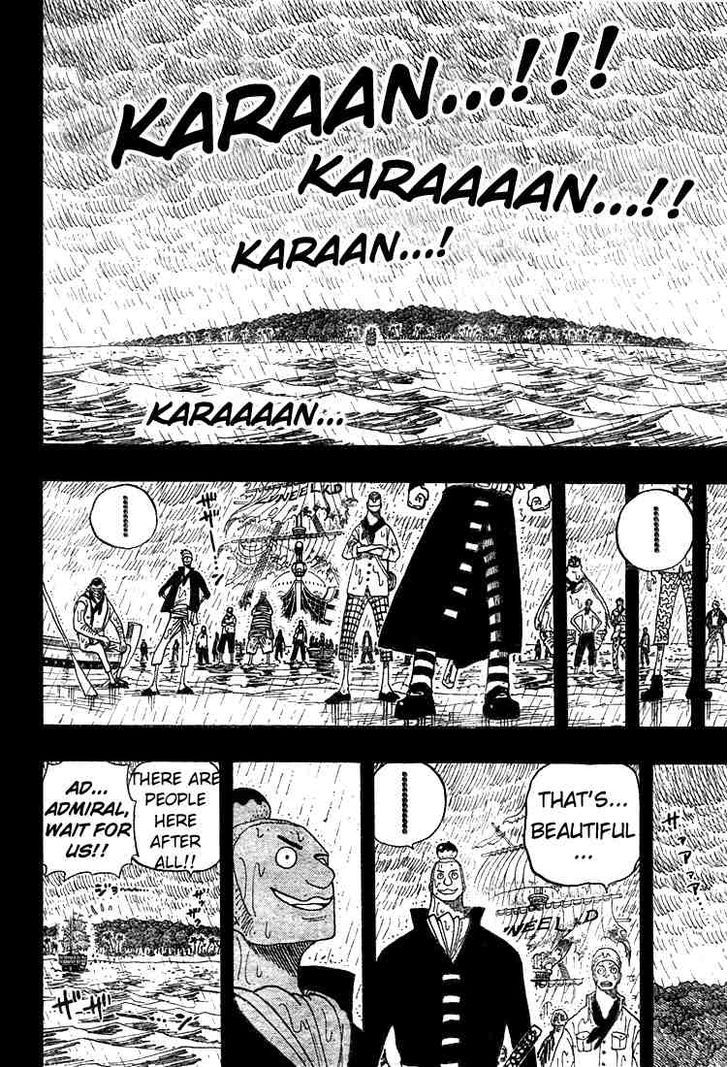 KARAAN...!!!
KARAAAAN...!!
KARAAN...!
KARAAAAN...
.........
.........
THAT'S...
BEAUTIFUL
...
.........
THERE ARE
PEOPLE
HERE
AFTER
ALL!!
AD...
ADMIRAL,
WAIT FOR
US!!